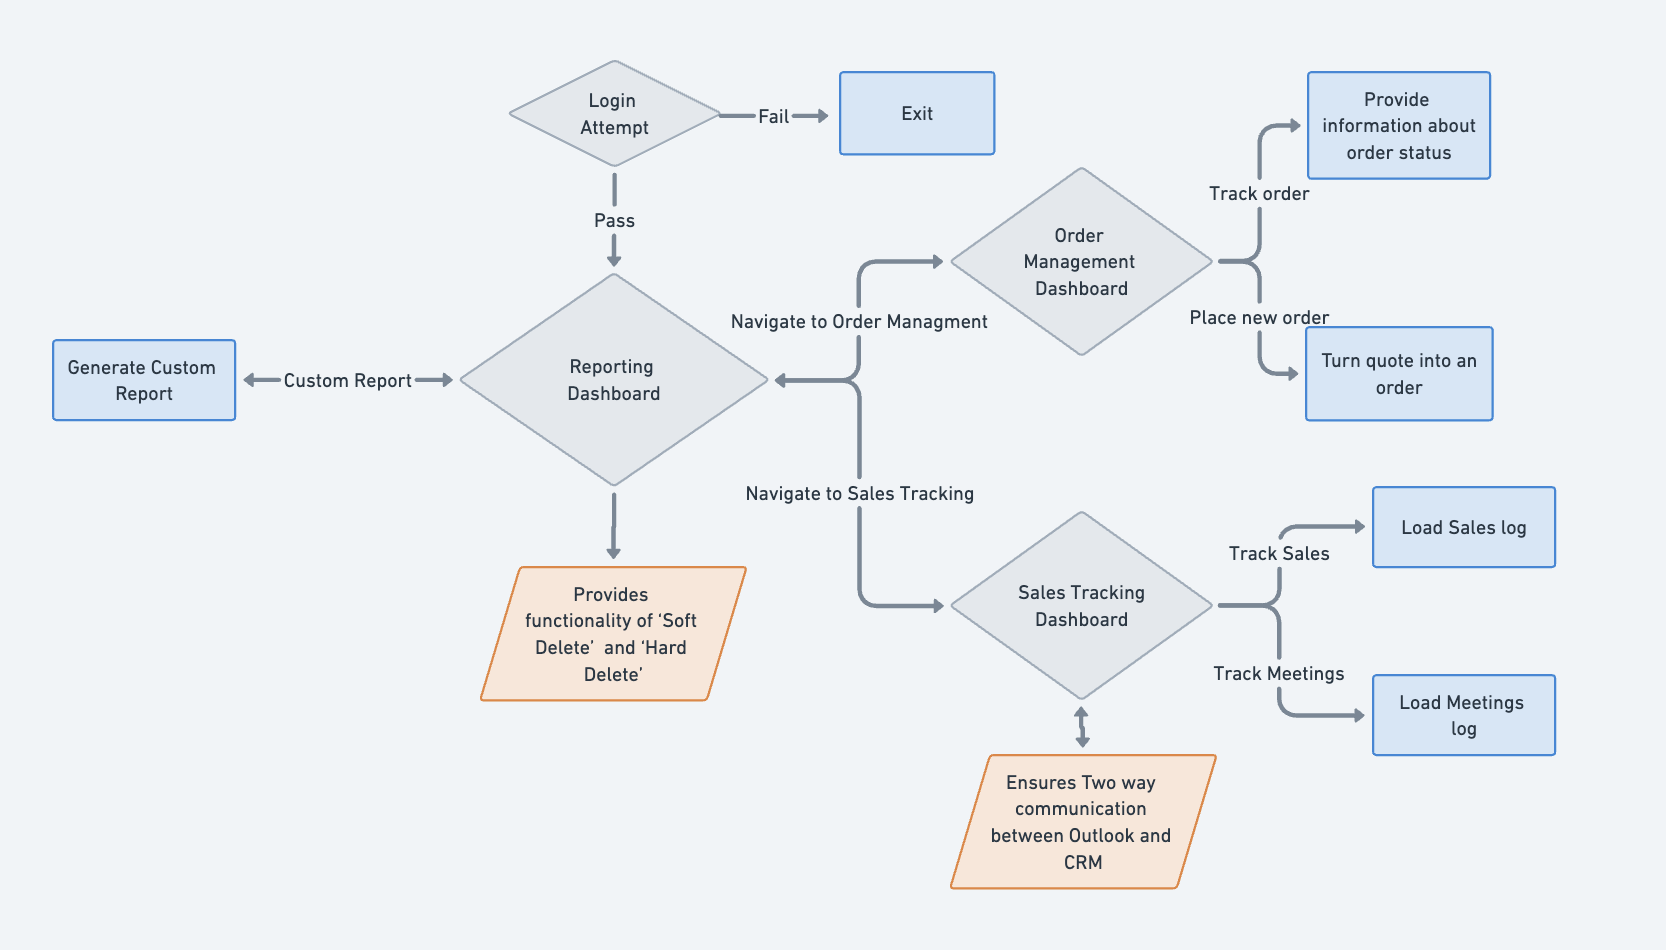 Login
Attempt
Fail
Exit
Pass
Provide
information about
order status
Track order
Order
Management
Dashboard
Place new order
Navigate to Order Managment
Turn quote into an
order
Generate Custom
Report
Custom Report
Reporting
Dashboard
Navigate to Sales Tracking
Load Sales log
Track Sales
Sales Tracking
Dashboard
Provides
functionality of ‘Soft
Delete’  and ‘Hard
Delete’
Track Meetings
Load Meetings
log
Ensures Two way
communication
between Outlook and
CRM